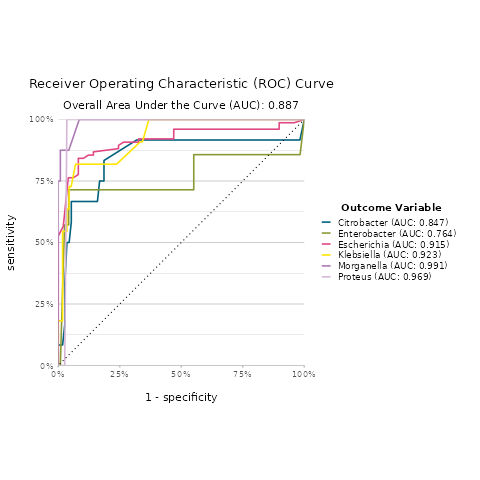 Receiver Operating Characteristic (ROC) Curve
Overall Area Under the Curve (AUC): 0.887
100%
75%
50%
25%
0%
sensitivity
0%
25%
50%
75%
100%
1 - specificity
Outcome Variable
Citrobacter (AUC: 0.847)
Enterobacter (AUC: 0.764)
Escherichia (AUC: 0.915)
Klebsiella (AUC: 0.923)
Morganella (AUC: 0.991)
Proteus (AUC: 0.969)